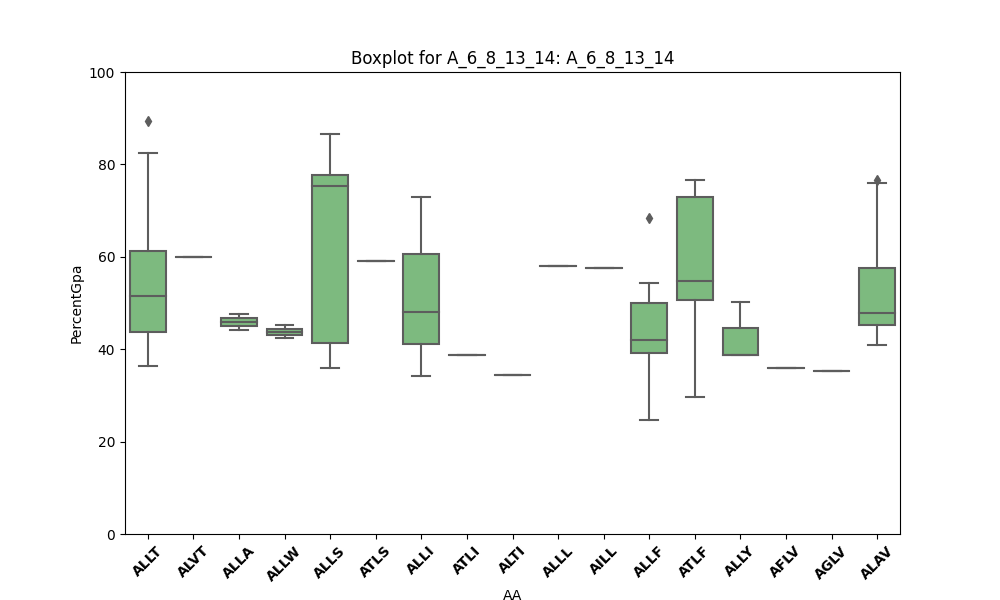 Boxplot for A_6_8_13_14: A_6_8_13_14
100
80
60
40
20
0
PercentGpa
ALLT ALVT ALLA ALLW ALLS ATLS ALLI ATLI ALTI ALLL AILL ALLF ATLF ALLY AFLV AGLV ALAV
AA